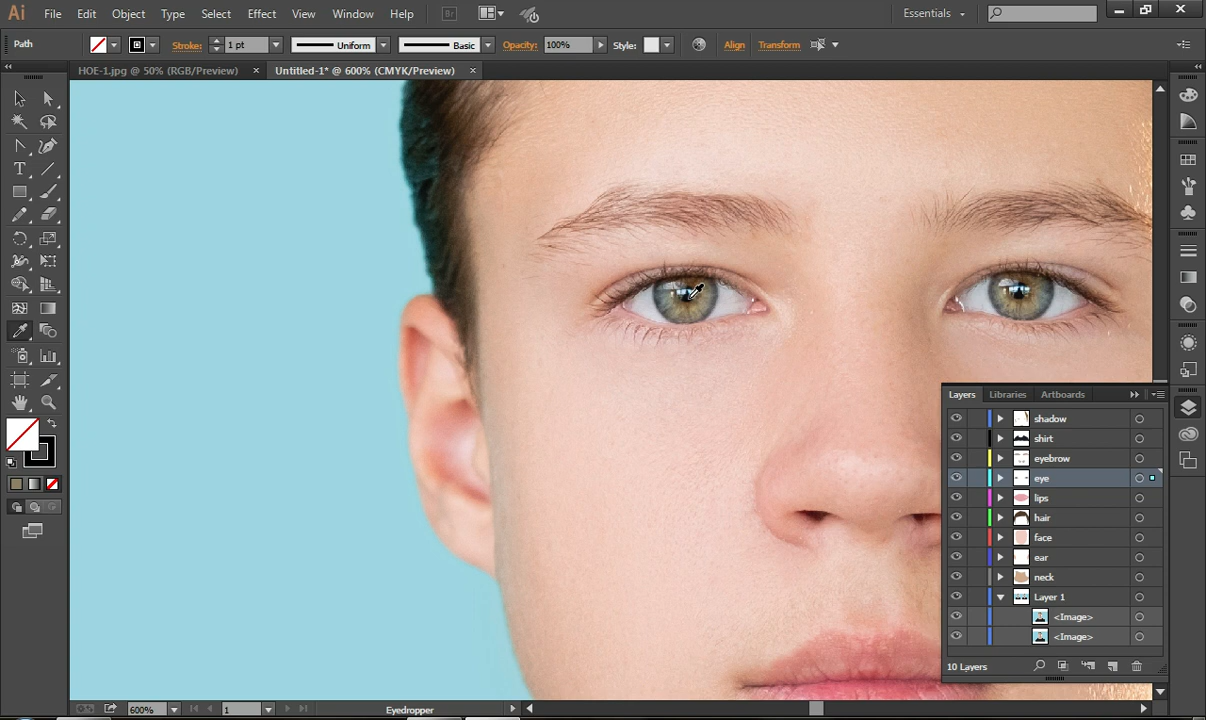 Ai File Edit Object Type Select Effect View Window Help Br Essentials
Path Stroke: 1 pt Uniform Basic Opacity: 100% Style: Align Transform
HOE-1.jpg @ 50% (RGB/Preview) × Untitled-1* @ 600% (CMYK/Preview) ×
T
Layers Libraries Artboards
shadow
shirt
eyebrow
eye
lips
hair
face
ear
neck
Layer 1
<Image>
<Image>
10 Layers
600% 1 Eyedropper